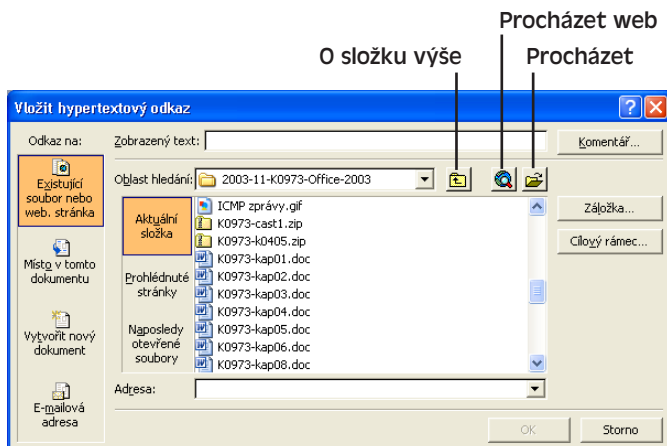 Procházet web
O složku výše
Procházet
Vložit hypertextový odkaz
Odkaz na:
Zobrazený text:
Komentář...
Existující
soubor nebo
web. stránka
Oblast hledání:
2003-11-K0973-Office-2003
Aktuální
složka
ICMP zprávy.gif
K0973-cast1.zip
K0973-k0405.zip
K0973-kap01.doc
K0973-kap02.doc
K0973-kap03.doc
K0973-kap04.doc
K0973-kap05.doc
K0973-kap06.doc
K0973-kap08.doc
Záložka...
Cílový rámec...
Místo v tomto
dokumentu
Prohlédnuté
stránky
Vytvořit nový
dokument
Naposledy
otevřené
soubory
E-mailová
adresa
Adresa:
OK
Storno